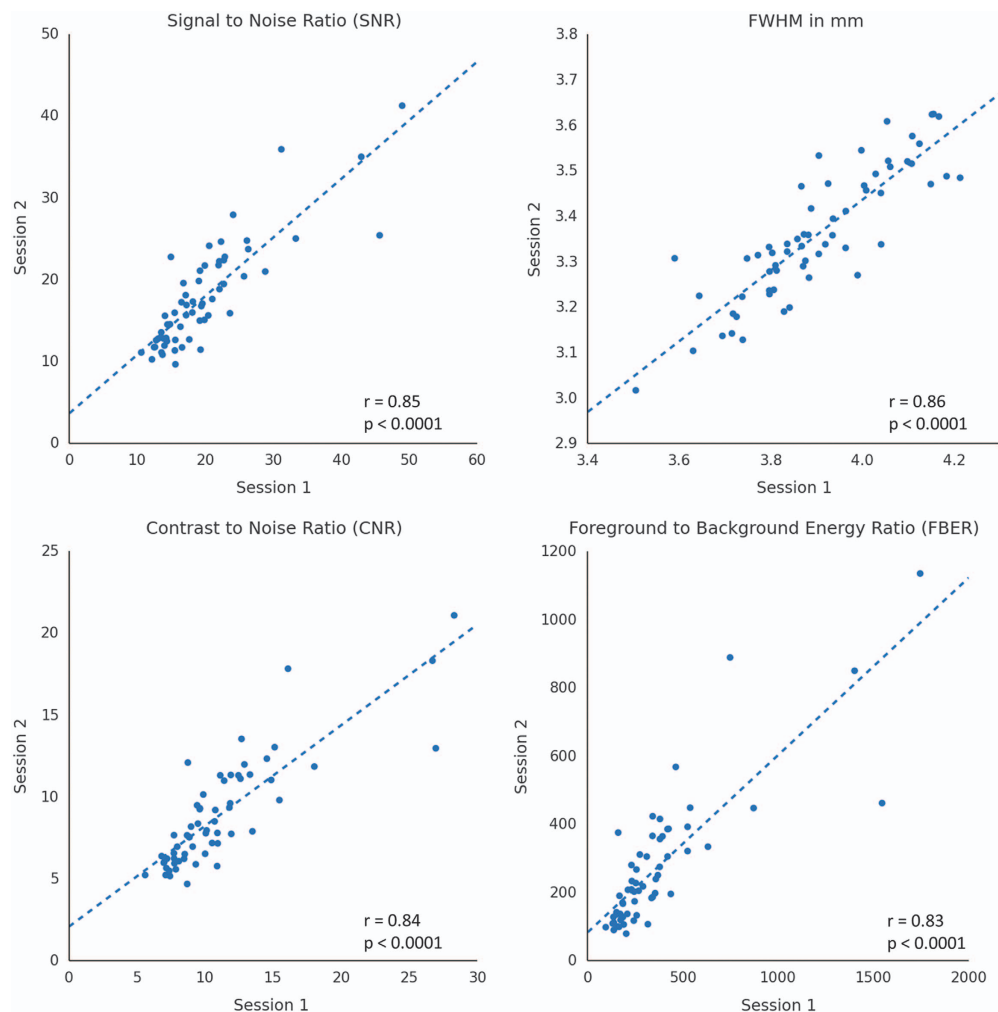 Signal to Noise Ratio (SNR)
50
40
30
20
10
0
Session 2
0 10 20 30 40 50 60
Session 1
r = 0.85
p < 0.0001
FWHM in mm
3.8
3.7
3.6
3.5
3.4
3.3
3.2
3.1
3.0
2.9
Session 2
3.4 3.6 3.8 4.0 4.2
Session 1
r = 0.86
p < 0.0001
Contrast to Noise Ratio (CNR)
25
20
15
10
5
0
Session 2
0 5 10 15 20 25 30
Session 1
r = 0.84
p < 0.0001
Foreground to Background Energy Ratio (FBER)
1200
1000
800
600
400
200
0
Session 2
0 500 1000 1500 2000
Session 1
r = 0.83
p < 0.0001